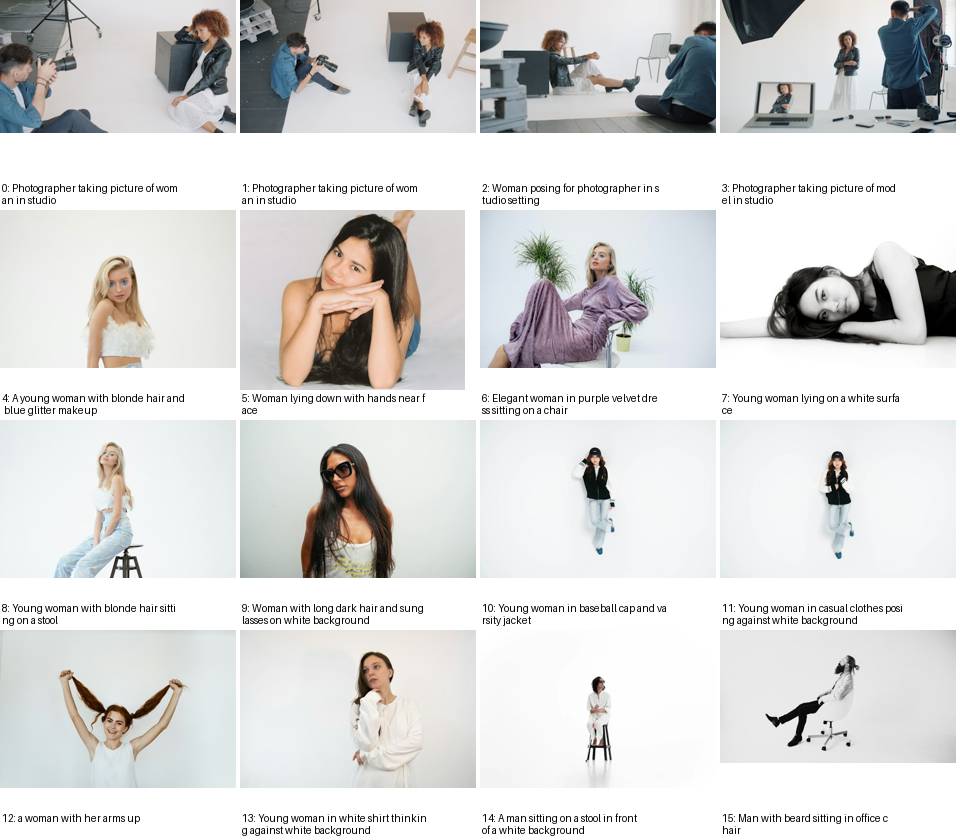 0: Photographer taking picture of wom
an in studio
1: Photographer taking picture of wom
an in studio
2: Woman posing for photographer in s
tudio setting
3: Photographer taking picture of mod
el in studio
4: A young woman with blonde hair and
blue glitter makeup
5: Woman lying down with hands near f
ace
6: Elegant woman in purple velvet dre
ss sitting on a chair
7: Young woman lying on a white surfa
ce
8: Young woman with blonde hair sitti
ng on a stool
9: Woman with long dark hair and sung
lasses on white background
10: Young woman in baseball cap and va
rsity jacket
11: Young woman in casual clothes posi
ng against white background
12: a woman with her arms up
13: Young woman in white shirt thinkin
g against white background
14: A man sitting on a stool in front
of a white background
15: Man with beard sitting in office c
hair